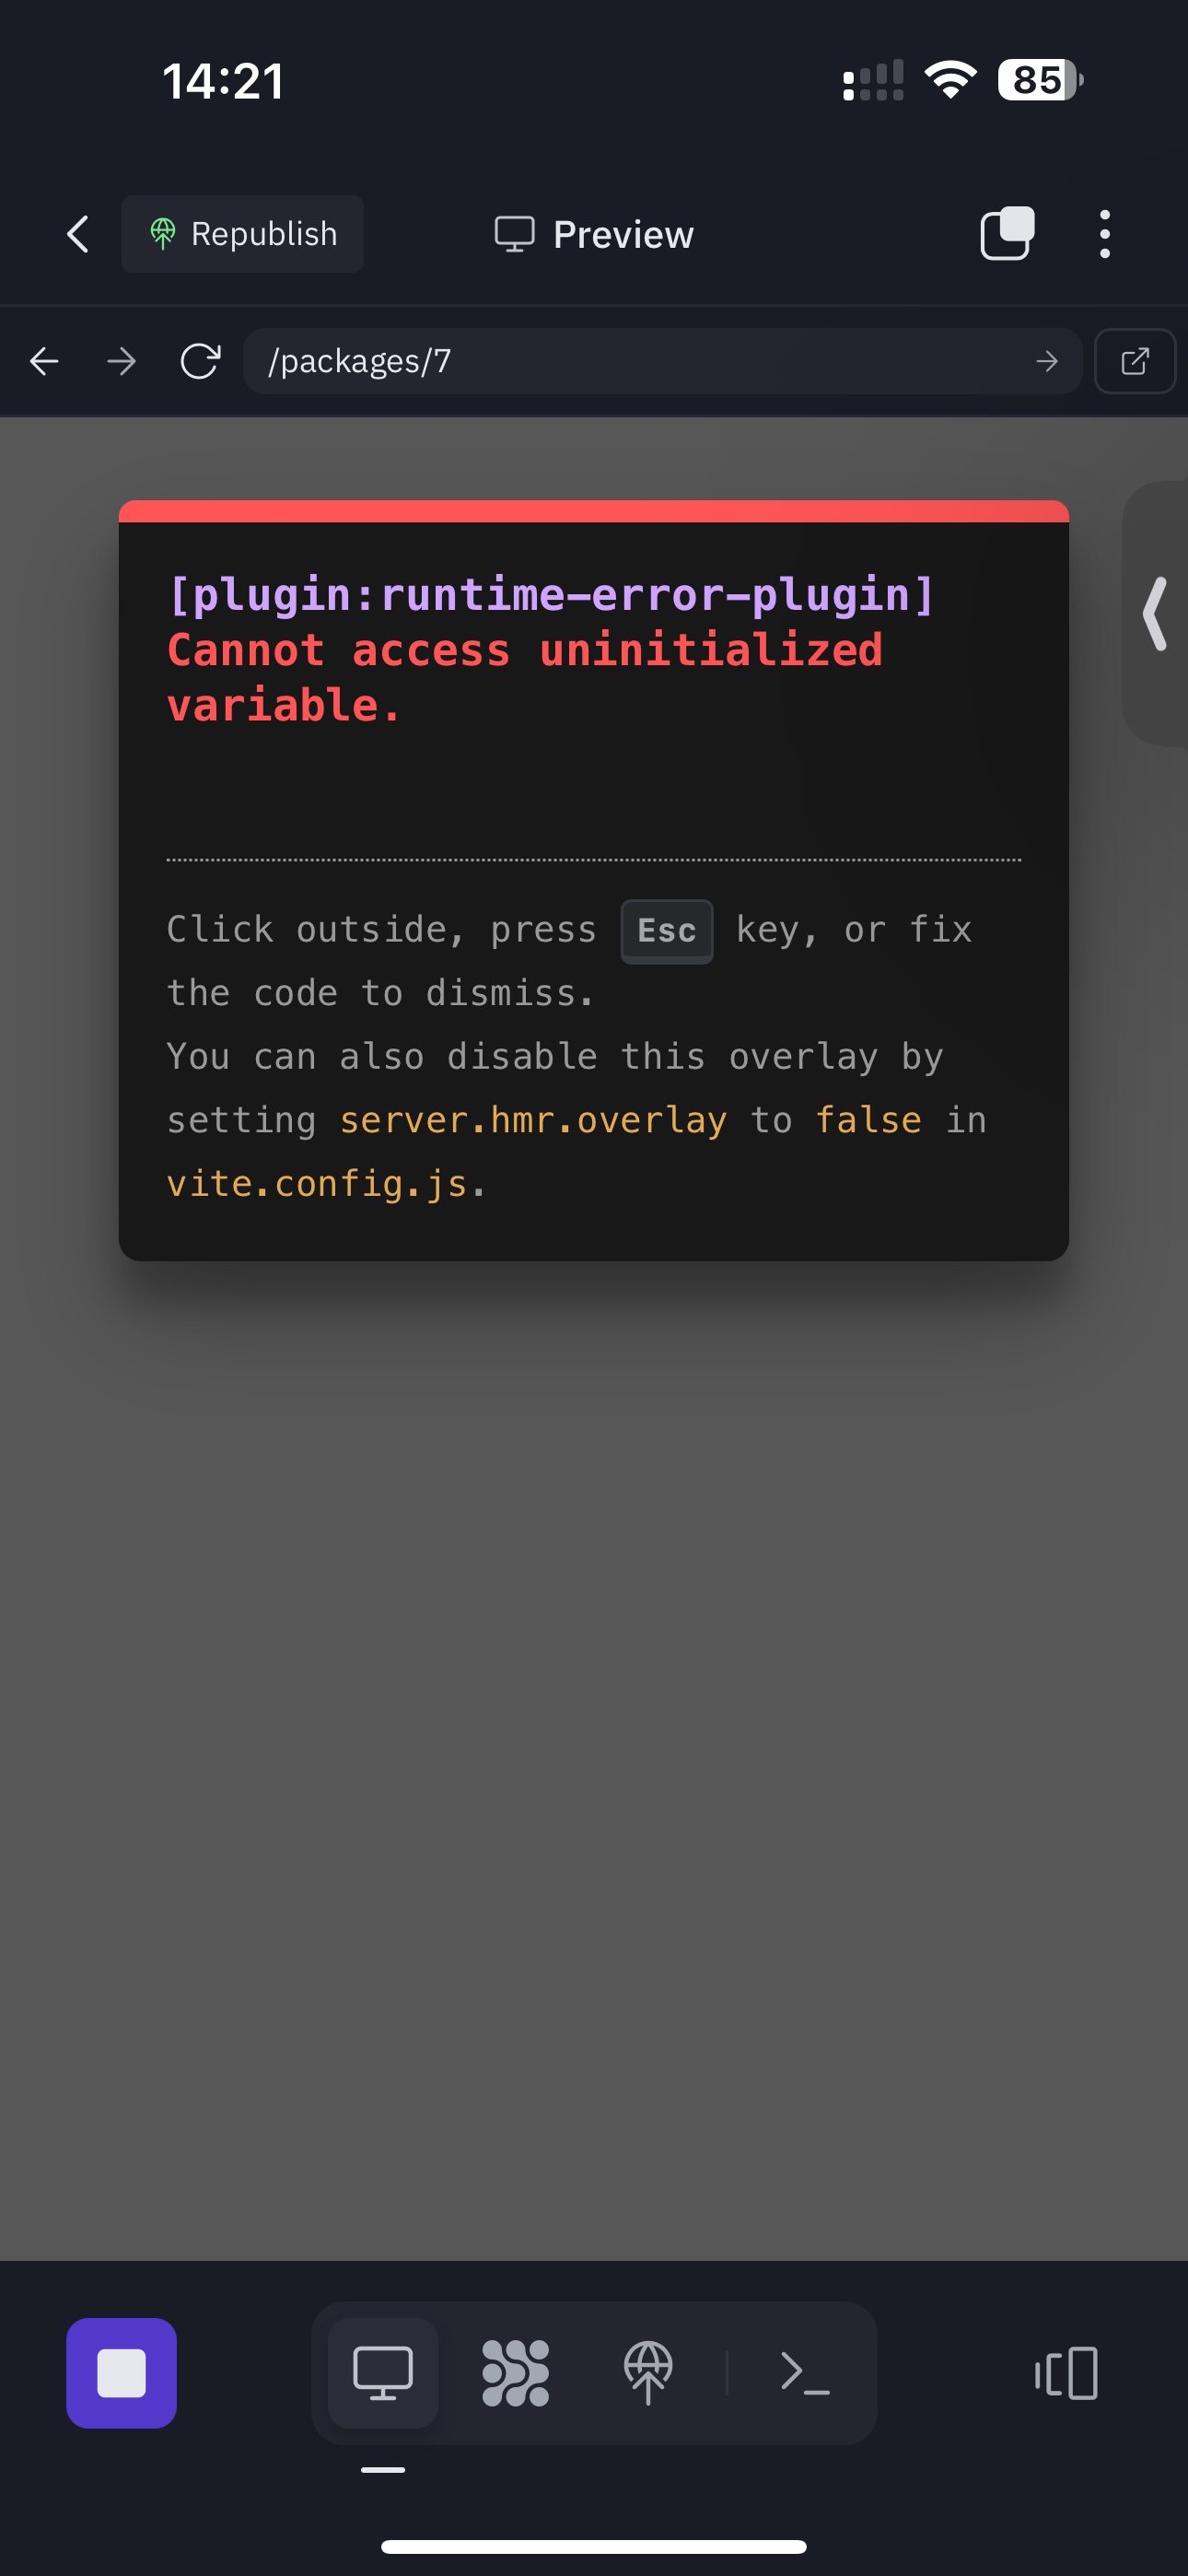 14:21
85
Republish
Preview
/packages/7
[plugin:runtime-error-plugin]
Cannot access uninitialized
variable.
Click outside, press Esc key, or fix
the code to dismiss.
You can also disable this overlay by
setting server.hmr.overlay to false in
vite.config.js.